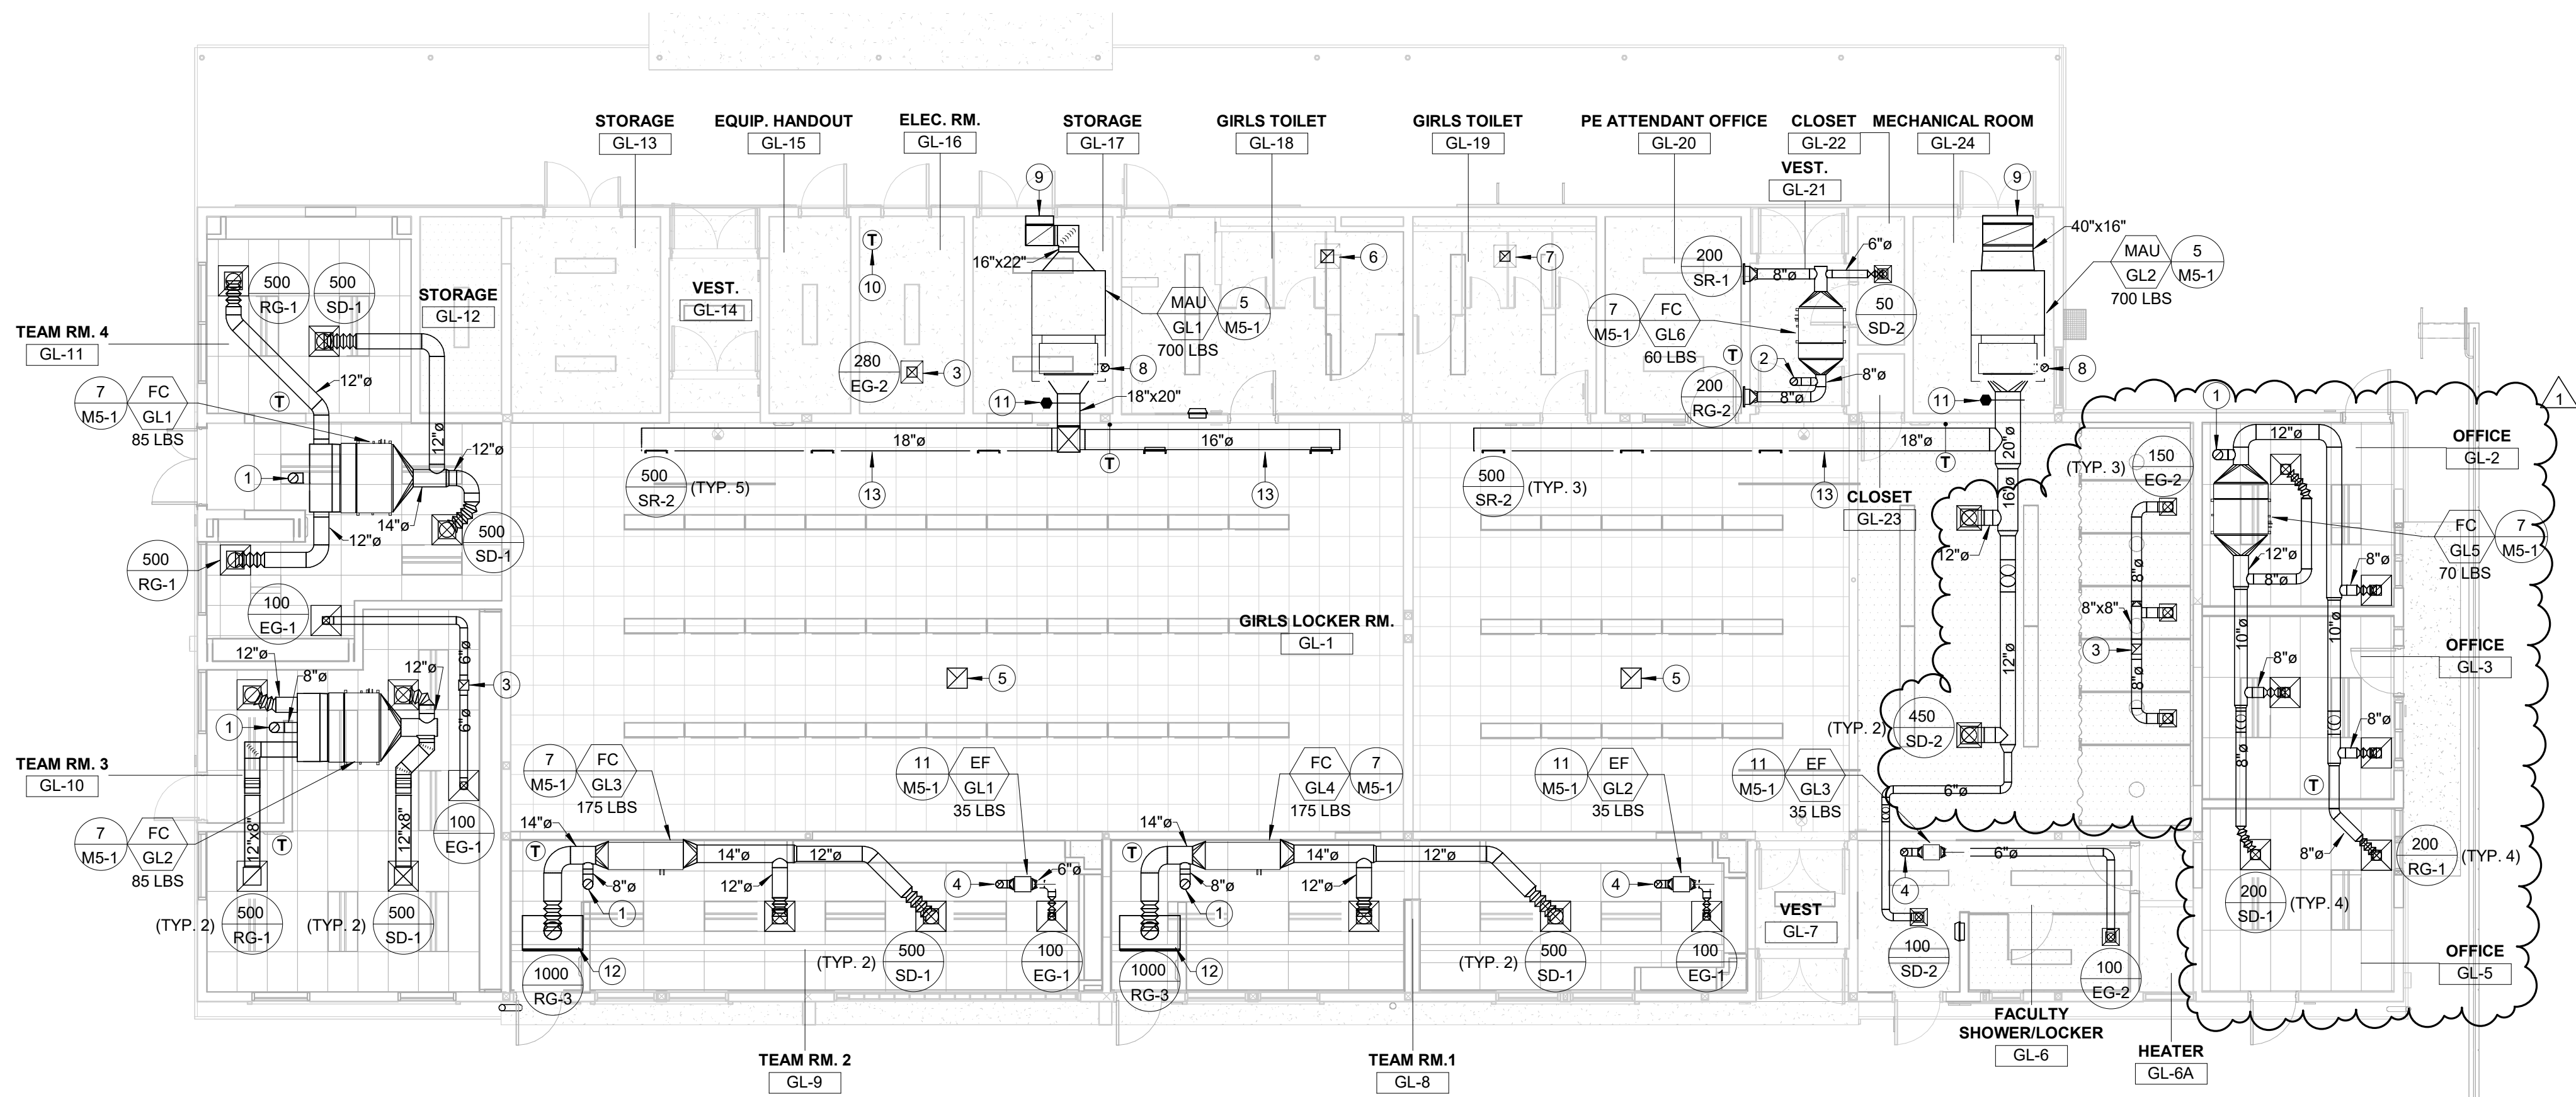 STORAGE
GL-13
EQUIP. HANDOUT
GL-15
ELEC. RM.
GL-16
STORAGE
GL-17
GIRLS TOILET
GL-18
GIRLS TOILET
GL-19
PE ATTENDANT OFFICE
GL-20
CLOSET
GL-22
MECHANICAL ROOM
GL-24
VEST.
GL-21
9
9
40"x16"
MAU
GL2
5
M5-1
700 LBS
T
10
16"x22"
6
7
200
SR-1
6"ø
8"ø
500
RG-1
500
SD-1
STORAGE
GL-12
VEST.
GL-14
MAU
GL1
5
M5-1
700 LBS
7
M5-1
FC
GL6
60 LBS
50
SD-2
TEAM RM. 4
GL-11
280
EG-2
3
8
T
2
8"ø
8
12"ø
T
7
M5-1
FC
GL1
85 LBS
11
18"x20"
200
RG-2
8"ø
11
1
1
12"ø
12"ø
18"ø
16"ø
T
18"ø
T
20"ø
12"ø
OFFICE
GL-2
1
14"ø
12"ø
500
SR-2
(TYP. 5)
13
13
500
SR-2
(TYP. 3)
13
CLOSET
GL-23
16"ø
(TYP. 3)
150
EG-2
500
SD-1
12"ø
12"ø
8"ø
8"ø
FC
GL5
7
M5-1
70 LBS
500
RG-1
8"ø
100
EG-1
8"x8"
GIRLS LOCKER RM.
GL-1
12"ø
8"ø
12"ø
6"ø
3
6"ø
5
5
12"ø
3
8"ø
10"ø
10"ø
8"ø
OFFICE
GL-3
1
(TYP. 2)
450
SD-2
8"ø
8"ø
TEAM RM. 3
GL-10
7
M5-1
FC
GL3
175 LBS
11
M5-1
EF
GL1
35 LBS
FC
GL4
7
M5-1
175 LBS
11
M5-1
EF
GL2
35 LBS
11
M5-1
EF
GL3
35 LBS
6"ø
T
7
M5-1
FC
GL2
85 LBS
12"x8"
T
12"x8"
100
EG-1
14"ø
T
14"ø
12"ø
14"ø
T
14"ø
12"ø
6"ø
8"ø
200
RG-1
(TYP. 4)
8"ø
1
12"ø
4
6"ø
8"ø
1
12"ø
4
4
(TYP. 2)
500
RG-1
(TYP. 2)
500
SD-1
200
SD-1
(TYP. 4)
VEST
GL-7
1000
RG-3
12
(TYP. 2)
500
SD-1
100
EG-1
1000
RG-3
12
(TYP. 2)
500
SD-1
100
EG-1
100
SD-2
100
EG-2
OFFICE
GL-5
TEAM RM. 2
GL-9
TEAM RM.1
GL-8
FACULTY
SHOWER/LOCKER
GL-6
HEATER
GL-6A